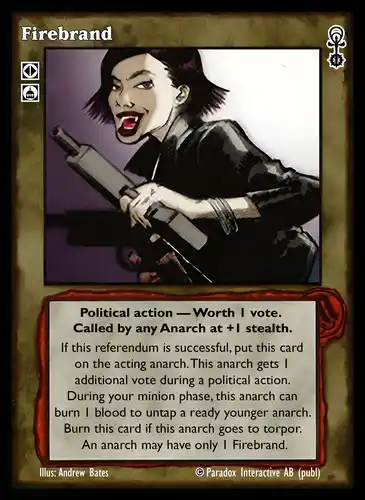 Firebrand
Political action — Worth 1 vote.
Called by any Anarch at +1 stealth.
If this referendum is successful, put this card
on the acting anarch. This anarch gets 1
additional vote during a political action.
During your minion phase, this anarch can
burn 1 blood to untap a ready younger anarch.
Burn this card if this anarch goes to torpor.
An anarch may have only 1 Firebrand.
Illus: Andrew Bates © Paradox Interactive AB (publ)